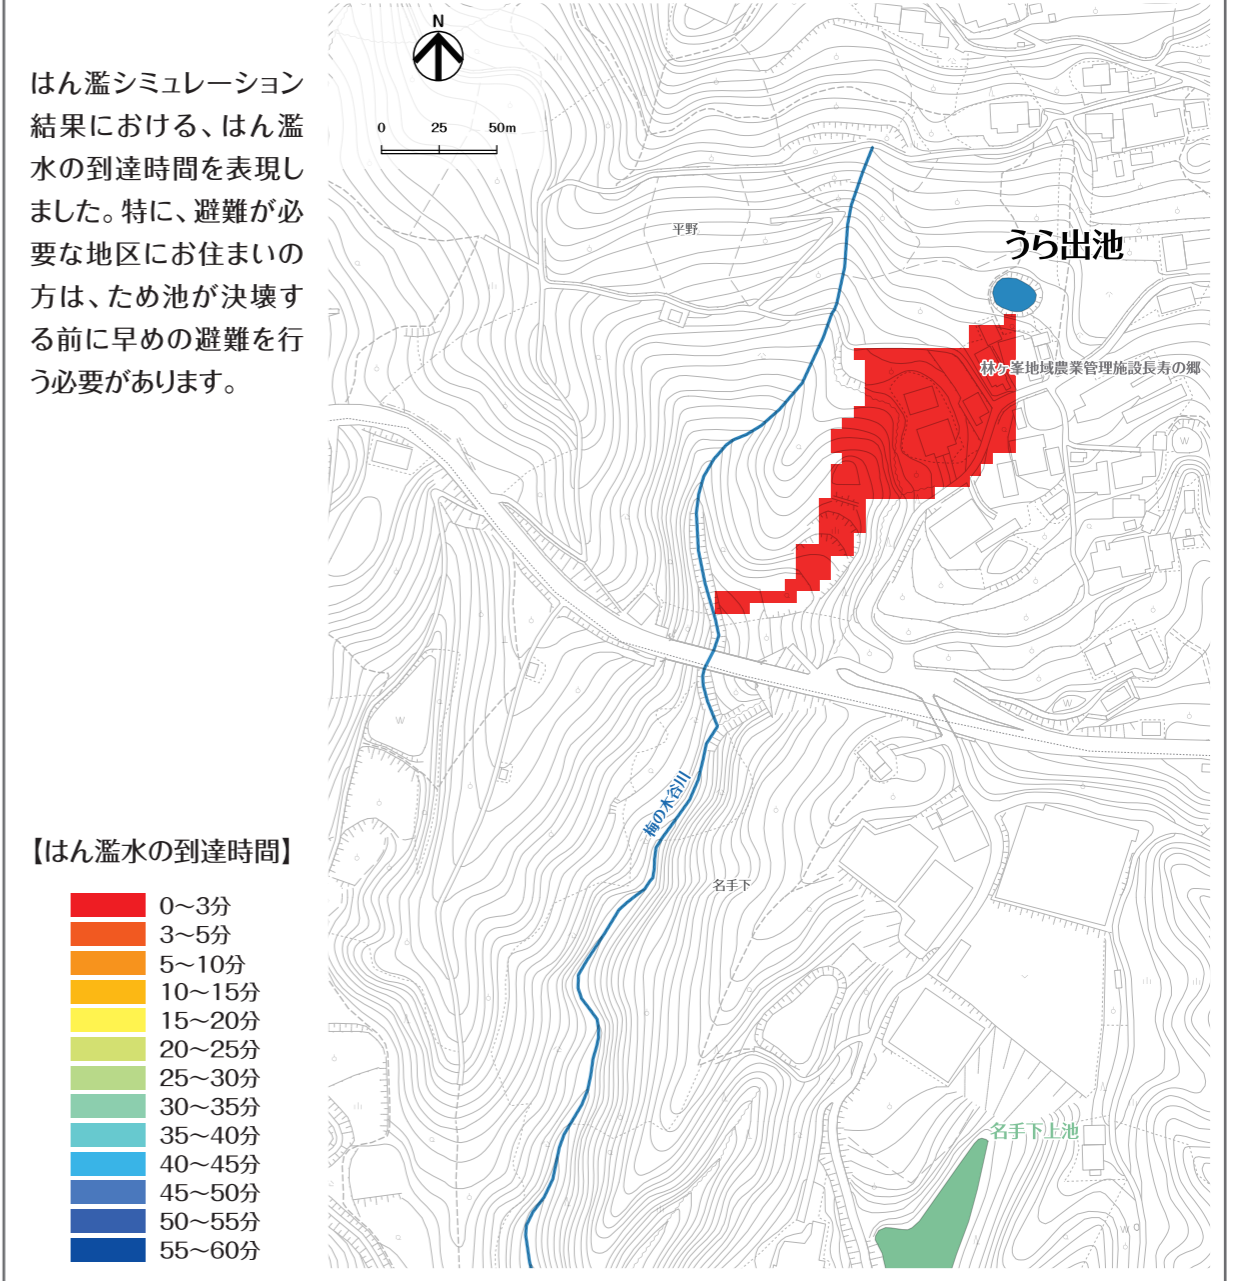 はん濫シミュレーション
結果における、はん濫
水の到達時間を表現し
ました。特に、避難が必
要な地区にお住まいの
方は、ため池が決壊す
る前に早めの避難を行
う必要があります。
N
0 25 50m
平野
うら出池
林ヶ峯地域農業管理施設長寿の郷
梅の木谷川
名手下
名手下上池
【はん濫水の到達時間】
0～3分
3～5分
5～10分
10～15分
15～20分
20～25分
25～30分
30～35分
35～40分
40～45分
45～50分
50～55分
55～60分